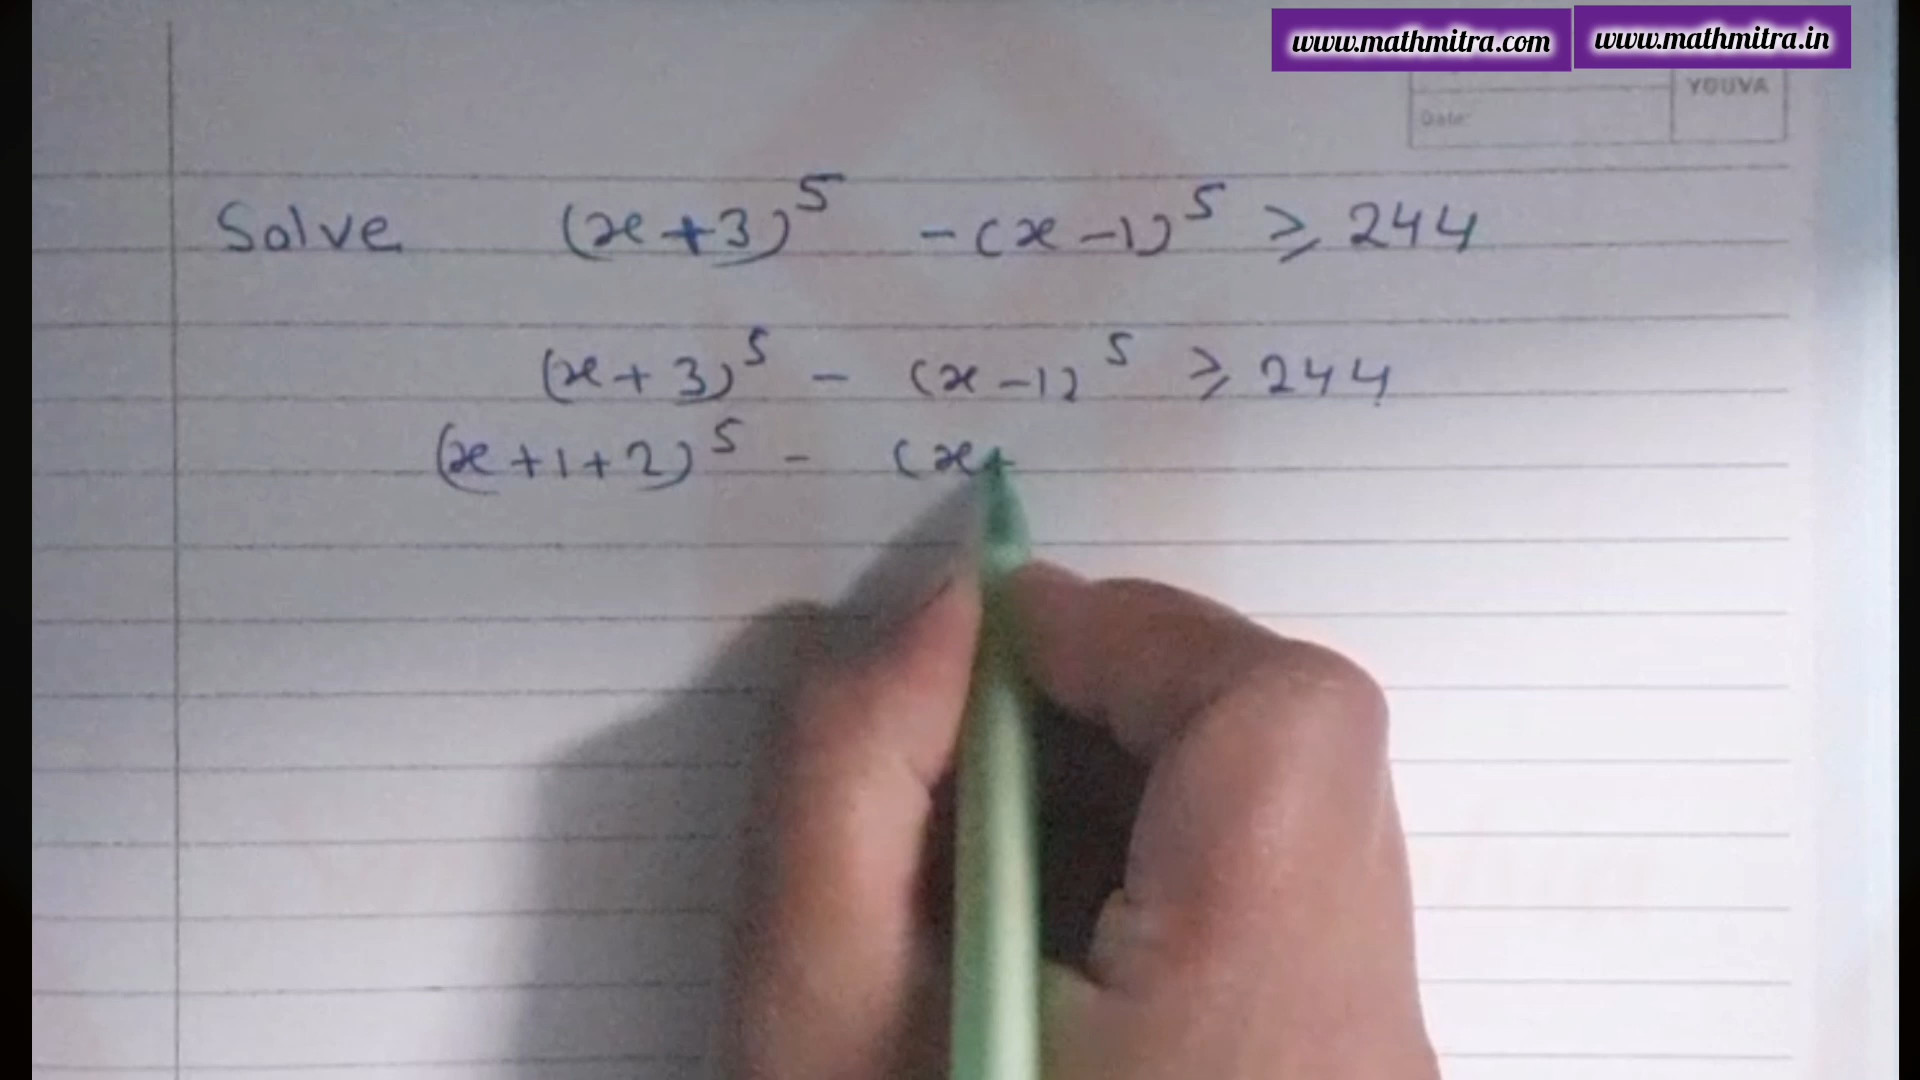 www.mathmitra.com www.mathmitra.in
YOUVA
Date:
Solve (x+3)⁵ -(x-1)⁵ ≥ 244
(x+3)⁵ - (x-1)⁵ ≥ 244
(x+1+2)⁵ - (x+